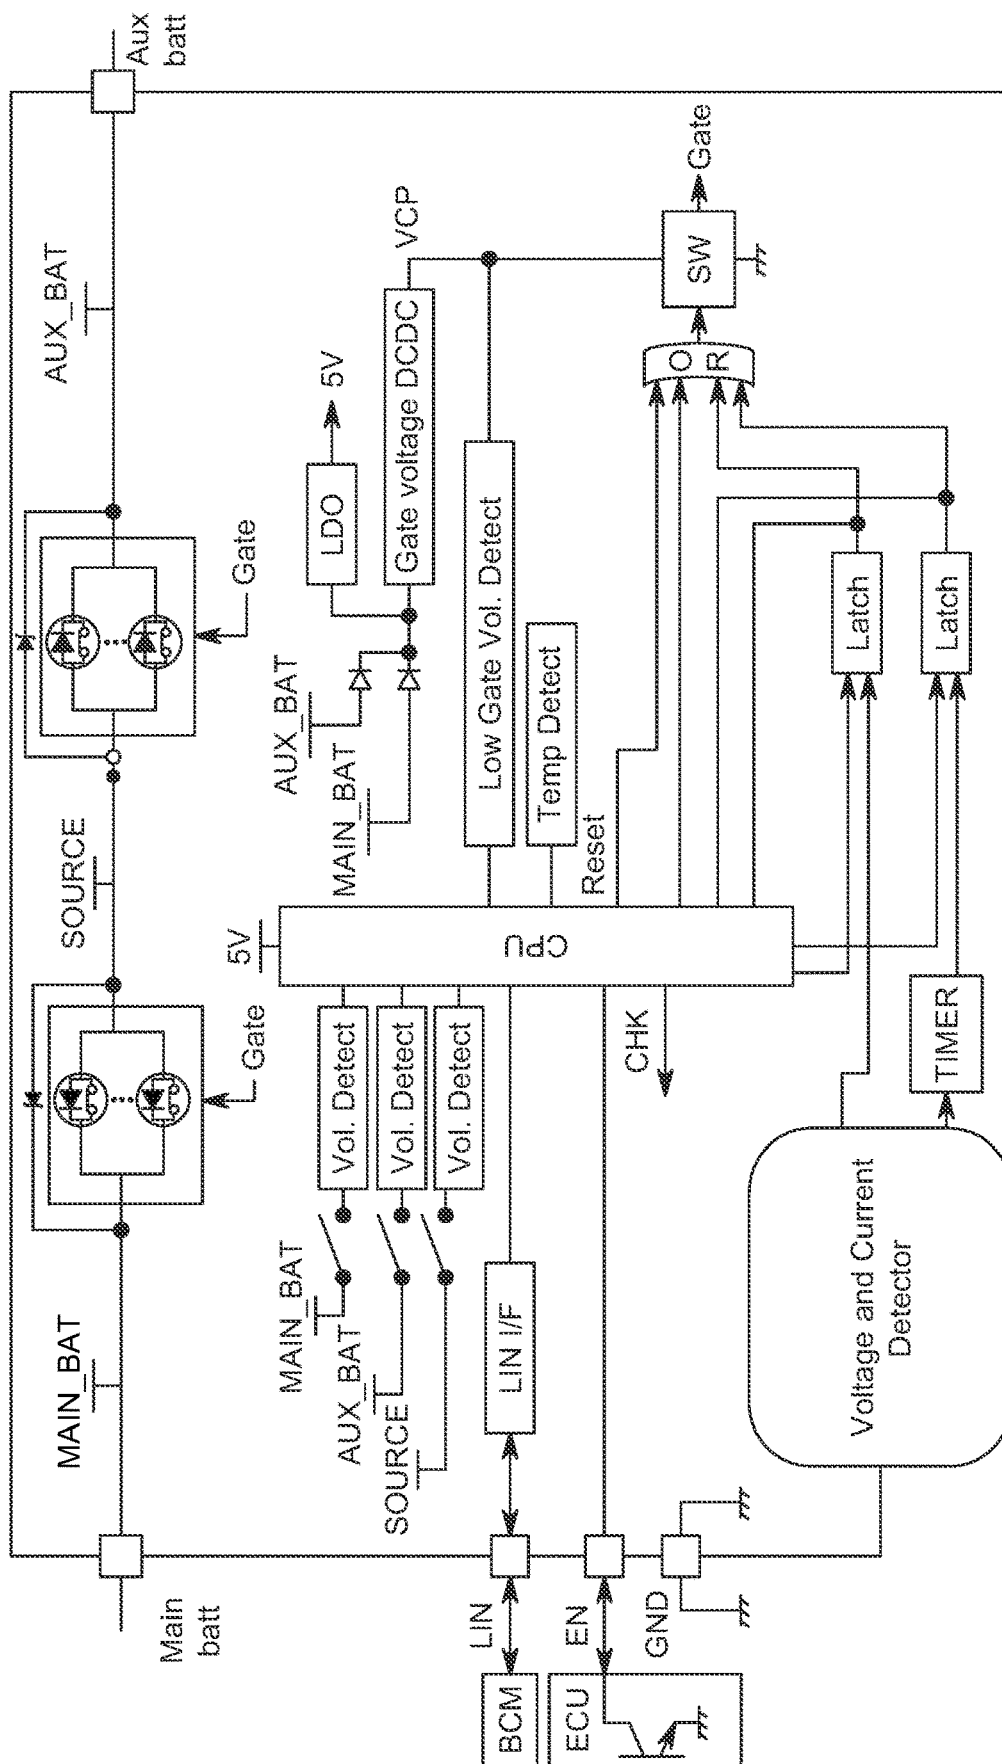 Main
batt
MAIN_BAT
Gate
SOURCE
Gate
AUX_BAT
Aux
batt
MAIN_BAT
AUX_BAT
SOURCE
Vol. Detect
Vol. Detect
Vol. Detect
5V
CPU
MAIN_BAT
AUX_BAT
LDO
5V
Gate voltage DCDC
VCP
Low Gate Vol. Detect
Temp Detect
Reset
BCM
LIN
LIN I/F
ECU
EN
GND
CHK
OR
SW
Gate
Voltage and Current
Detector
TIMER
Latch
Latch